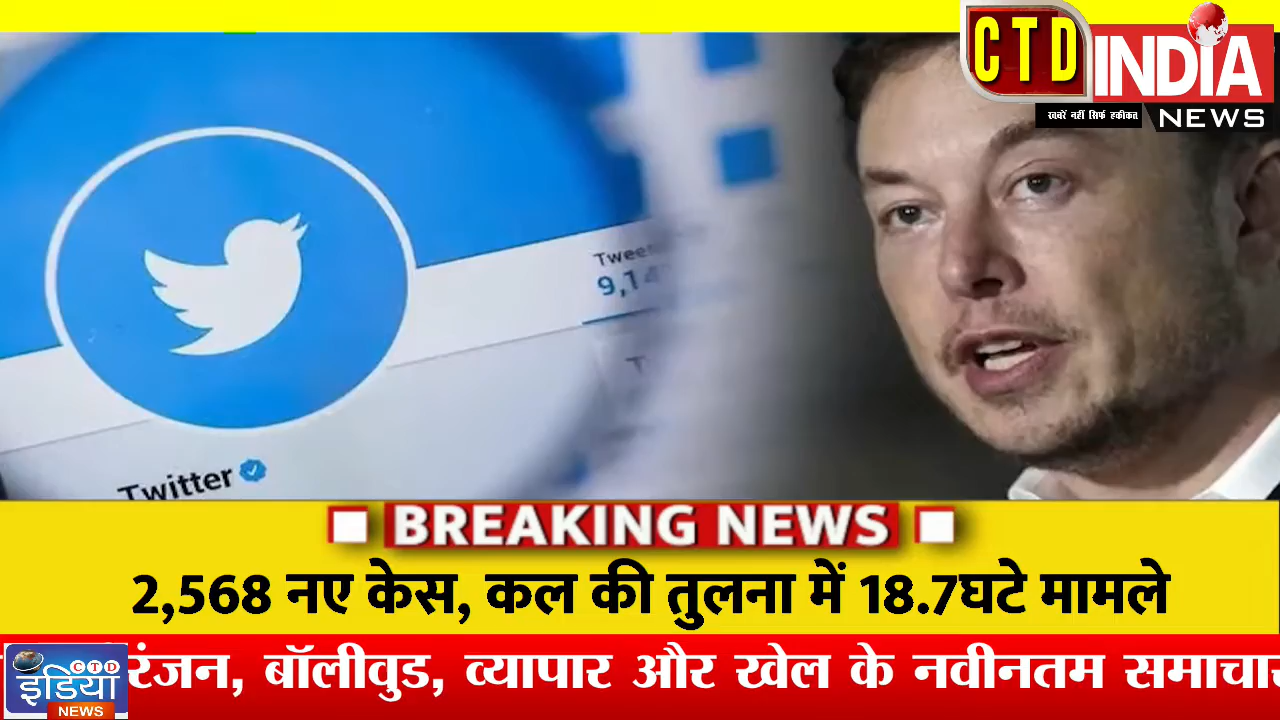 CTD INDIA
NEWS
खबरें नहीं सिर्फ हकीकत
Twitter
BREAKING NEWS
2,568 नए केस, कल की तुलना में 18.7घटे मामले
रंजन, बॉलीवुड, व्यापार और खेल के नवीनतम समाचार
CTD
इंडिया
NEWS